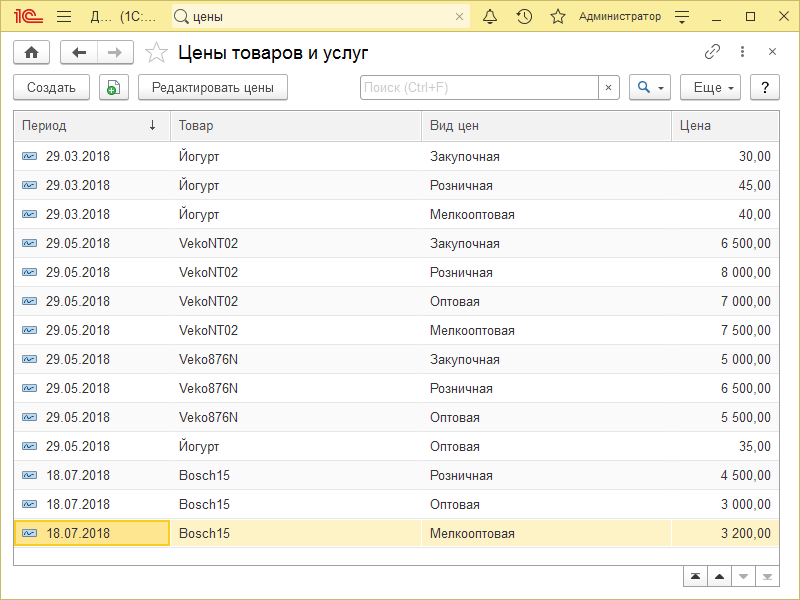 1С Д... (1С:... цены Администратор
Цены товаров и услуг
Создать Редактировать цены Поиск (Ctrl+F) × Еще ?
Период ↓ Товар Вид цен Цена
29.03.2018 Йогурт Закупочная 30,00
29.03.2018 Йогурт Розничная 45,00
29.03.2018 Йогурт Мелкооптовая 40,00
29.05.2018 VekoNT02 Закупочная 6 500,00
29.05.2018 VekoNT02 Розничная 8 000,00
29.05.2018 VekoNT02 Оптовая 7 000,00
29.05.2018 VekoNT02 Мелкооптовая 7 500,00
29.05.2018 Veko876N Закупочная 5 000,00
29.05.2018 Veko876N Розничная 6 500,00
29.05.2018 Veko876N Оптовая 5 500,00
29.05.2018 Йогурт Оптовая 35,00
18.07.2018 Bosch15 Розничная 4 500,00
18.07.2018 Bosch15 Оптовая 3 000,00
18.07.2018 Bosch15 Мелкооптовая 3 200,00